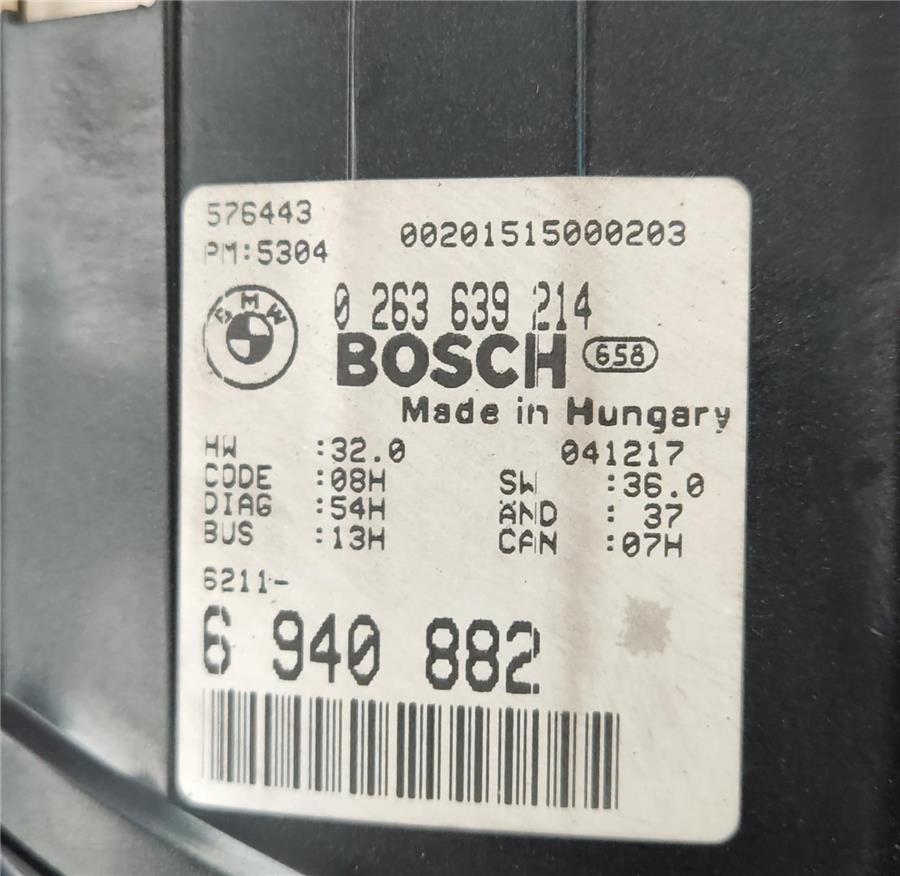 576443
00201515000203
PM:5304
BMW
0 263 639 214
BOSCH 658
Made in Hungary
HW :32.0 041217
CODE :08H SW :36.0
DIAG :54H ÄND : 37
BUS :13H CAN :07H
6211-
6 940 882